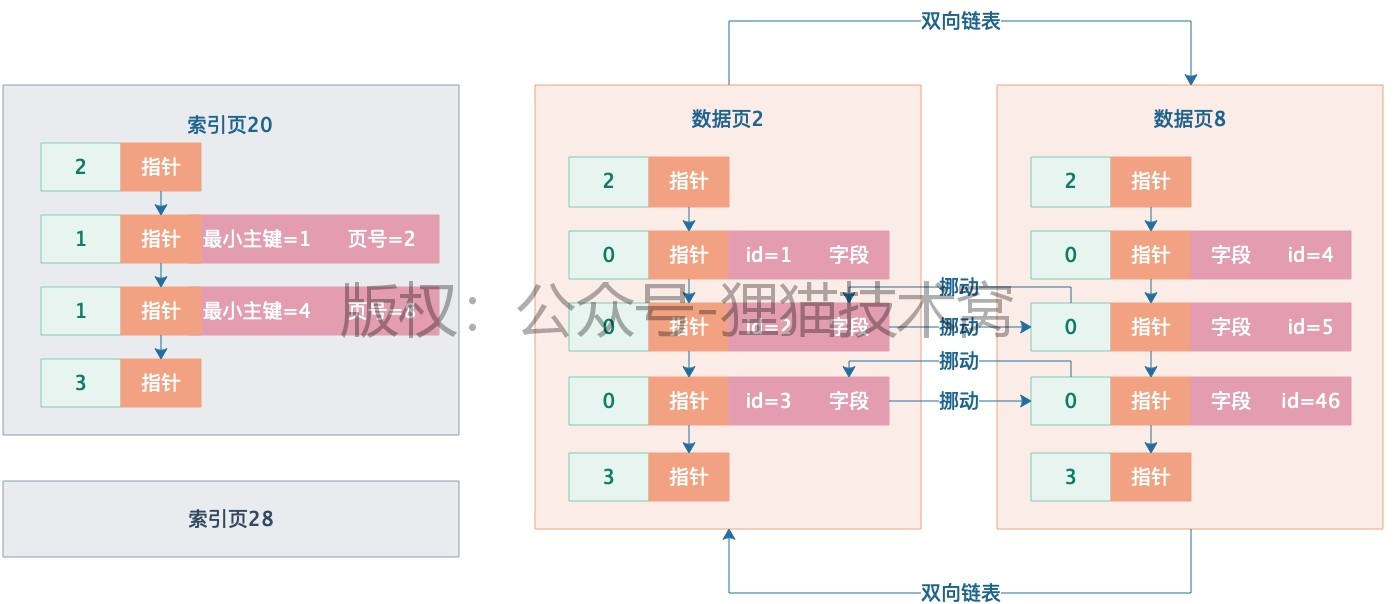 双向链表
索引页20
2 指针
1 指针 最小主键=1 页号=2
1 指针 最小主键=4 页号=8
3 指针
索引页28
数据页2
2 指针
0 指针 id=1 字段
0 指针 id=2 字段
0 指针 id=3 字段
3 指针
挪动
挪动
挪动
挪动
数据页8
2 指针
0 指针 字段 id=4
0 指针 字段 id=5
0 指针 字段 id=46
3 指针
双向链表
版权：公众号-狸猫技术窝